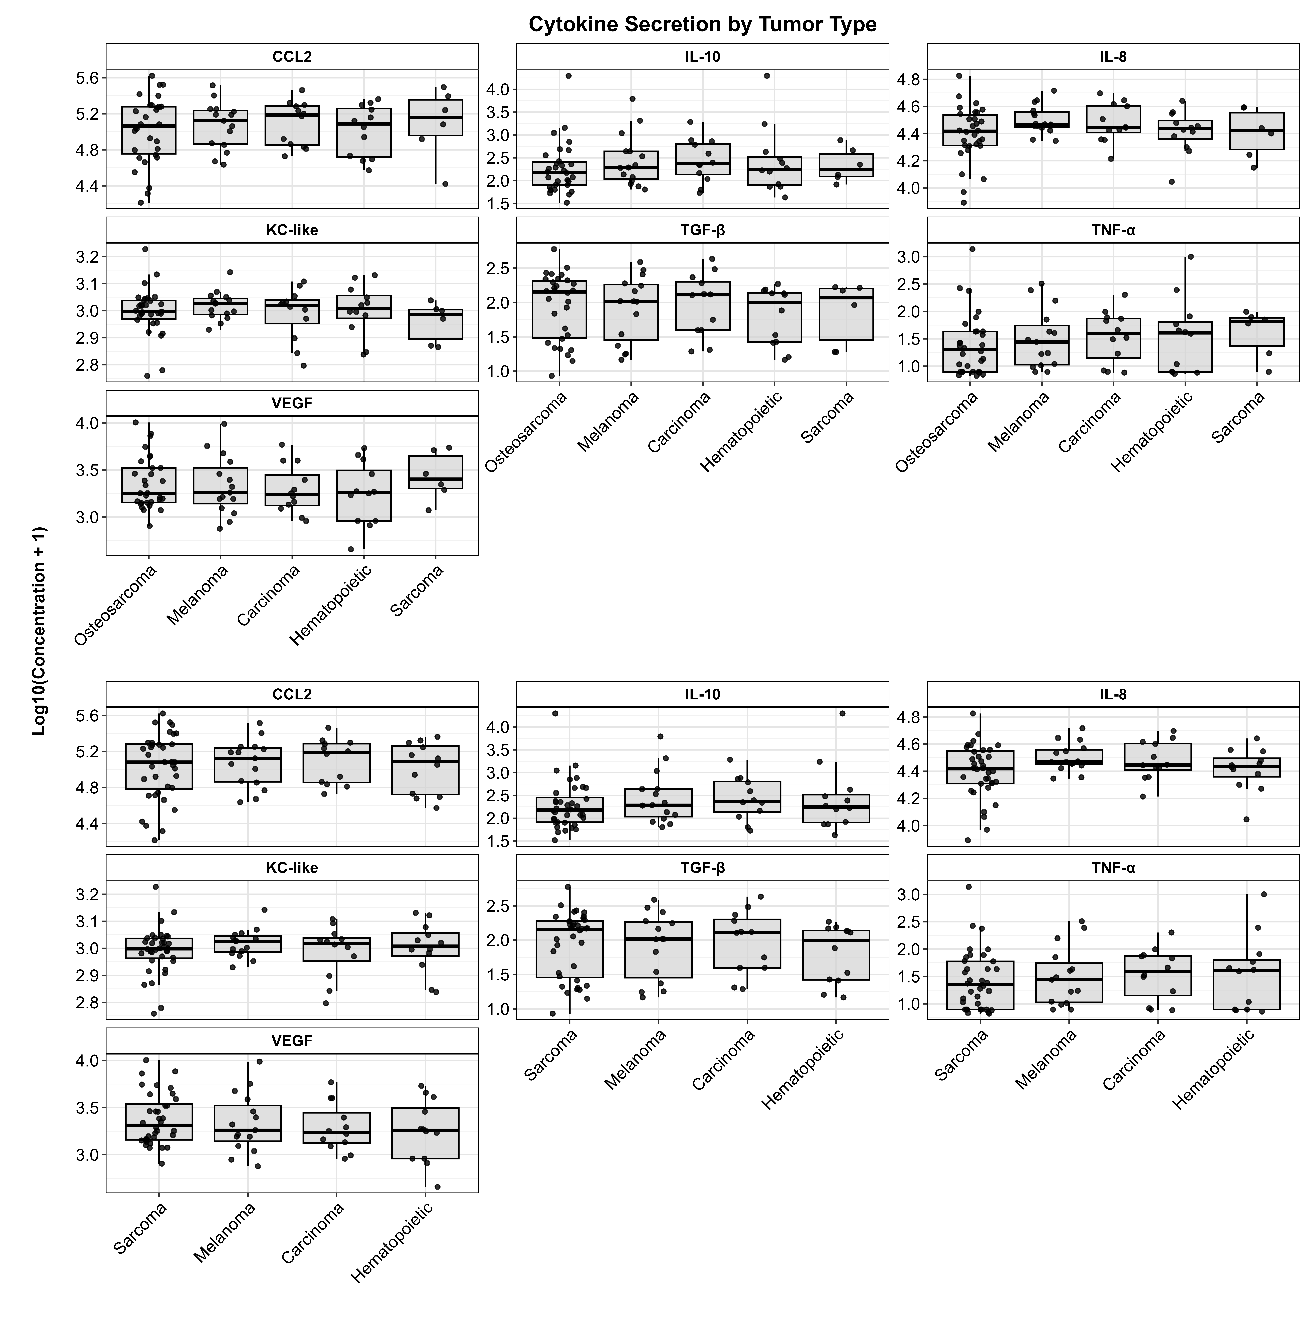 Cytokine Secretion by Tumor Type
CCL2
IL-10
IL-8
5.6
5.2
4.8
4.4
4.0
3.5
3.0
2.5
2.0
1.5
4.8
4.6
4.4
4.2
4.0
KC-like
TGF-β
TNF-α
3.2
3.1
3.0
2.9
2.8
2.5
2.0
1.5
1.0
3.0
2.5
2.0
1.5
1.0
Osteosarcoma
Melanoma
Carcinoma
Hematopoietic
Sarcoma
Osteosarcoma
Melanoma
Carcinoma
Hematopoietic
Sarcoma
VEGF
4.0
3.5
3.0
Osteosarcoma
Melanoma
Carcinoma
Hematopoietic
Sarcoma
Log10(Concentration + 1)
CCL2
IL-10
IL-8
5.6
5.2
4.8
4.4
4.0
3.5
3.0
2.5
2.0
1.5
4.8
4.6
4.4
4.2
4.0
KC-like
TGF-β
TNF-α
3.2
3.1
3.0
2.9
2.8
2.5
2.0
1.5
1.0
3.0
2.5
2.0
1.5
1.0
Sarcoma
Melanoma
Carcinoma
Hematopoietic
Sarcoma
Melanoma
Carcinoma
Hematopoietic
VEGF
4.0
3.5
3.0
Sarcoma
Melanoma
Carcinoma
Hematopoietic